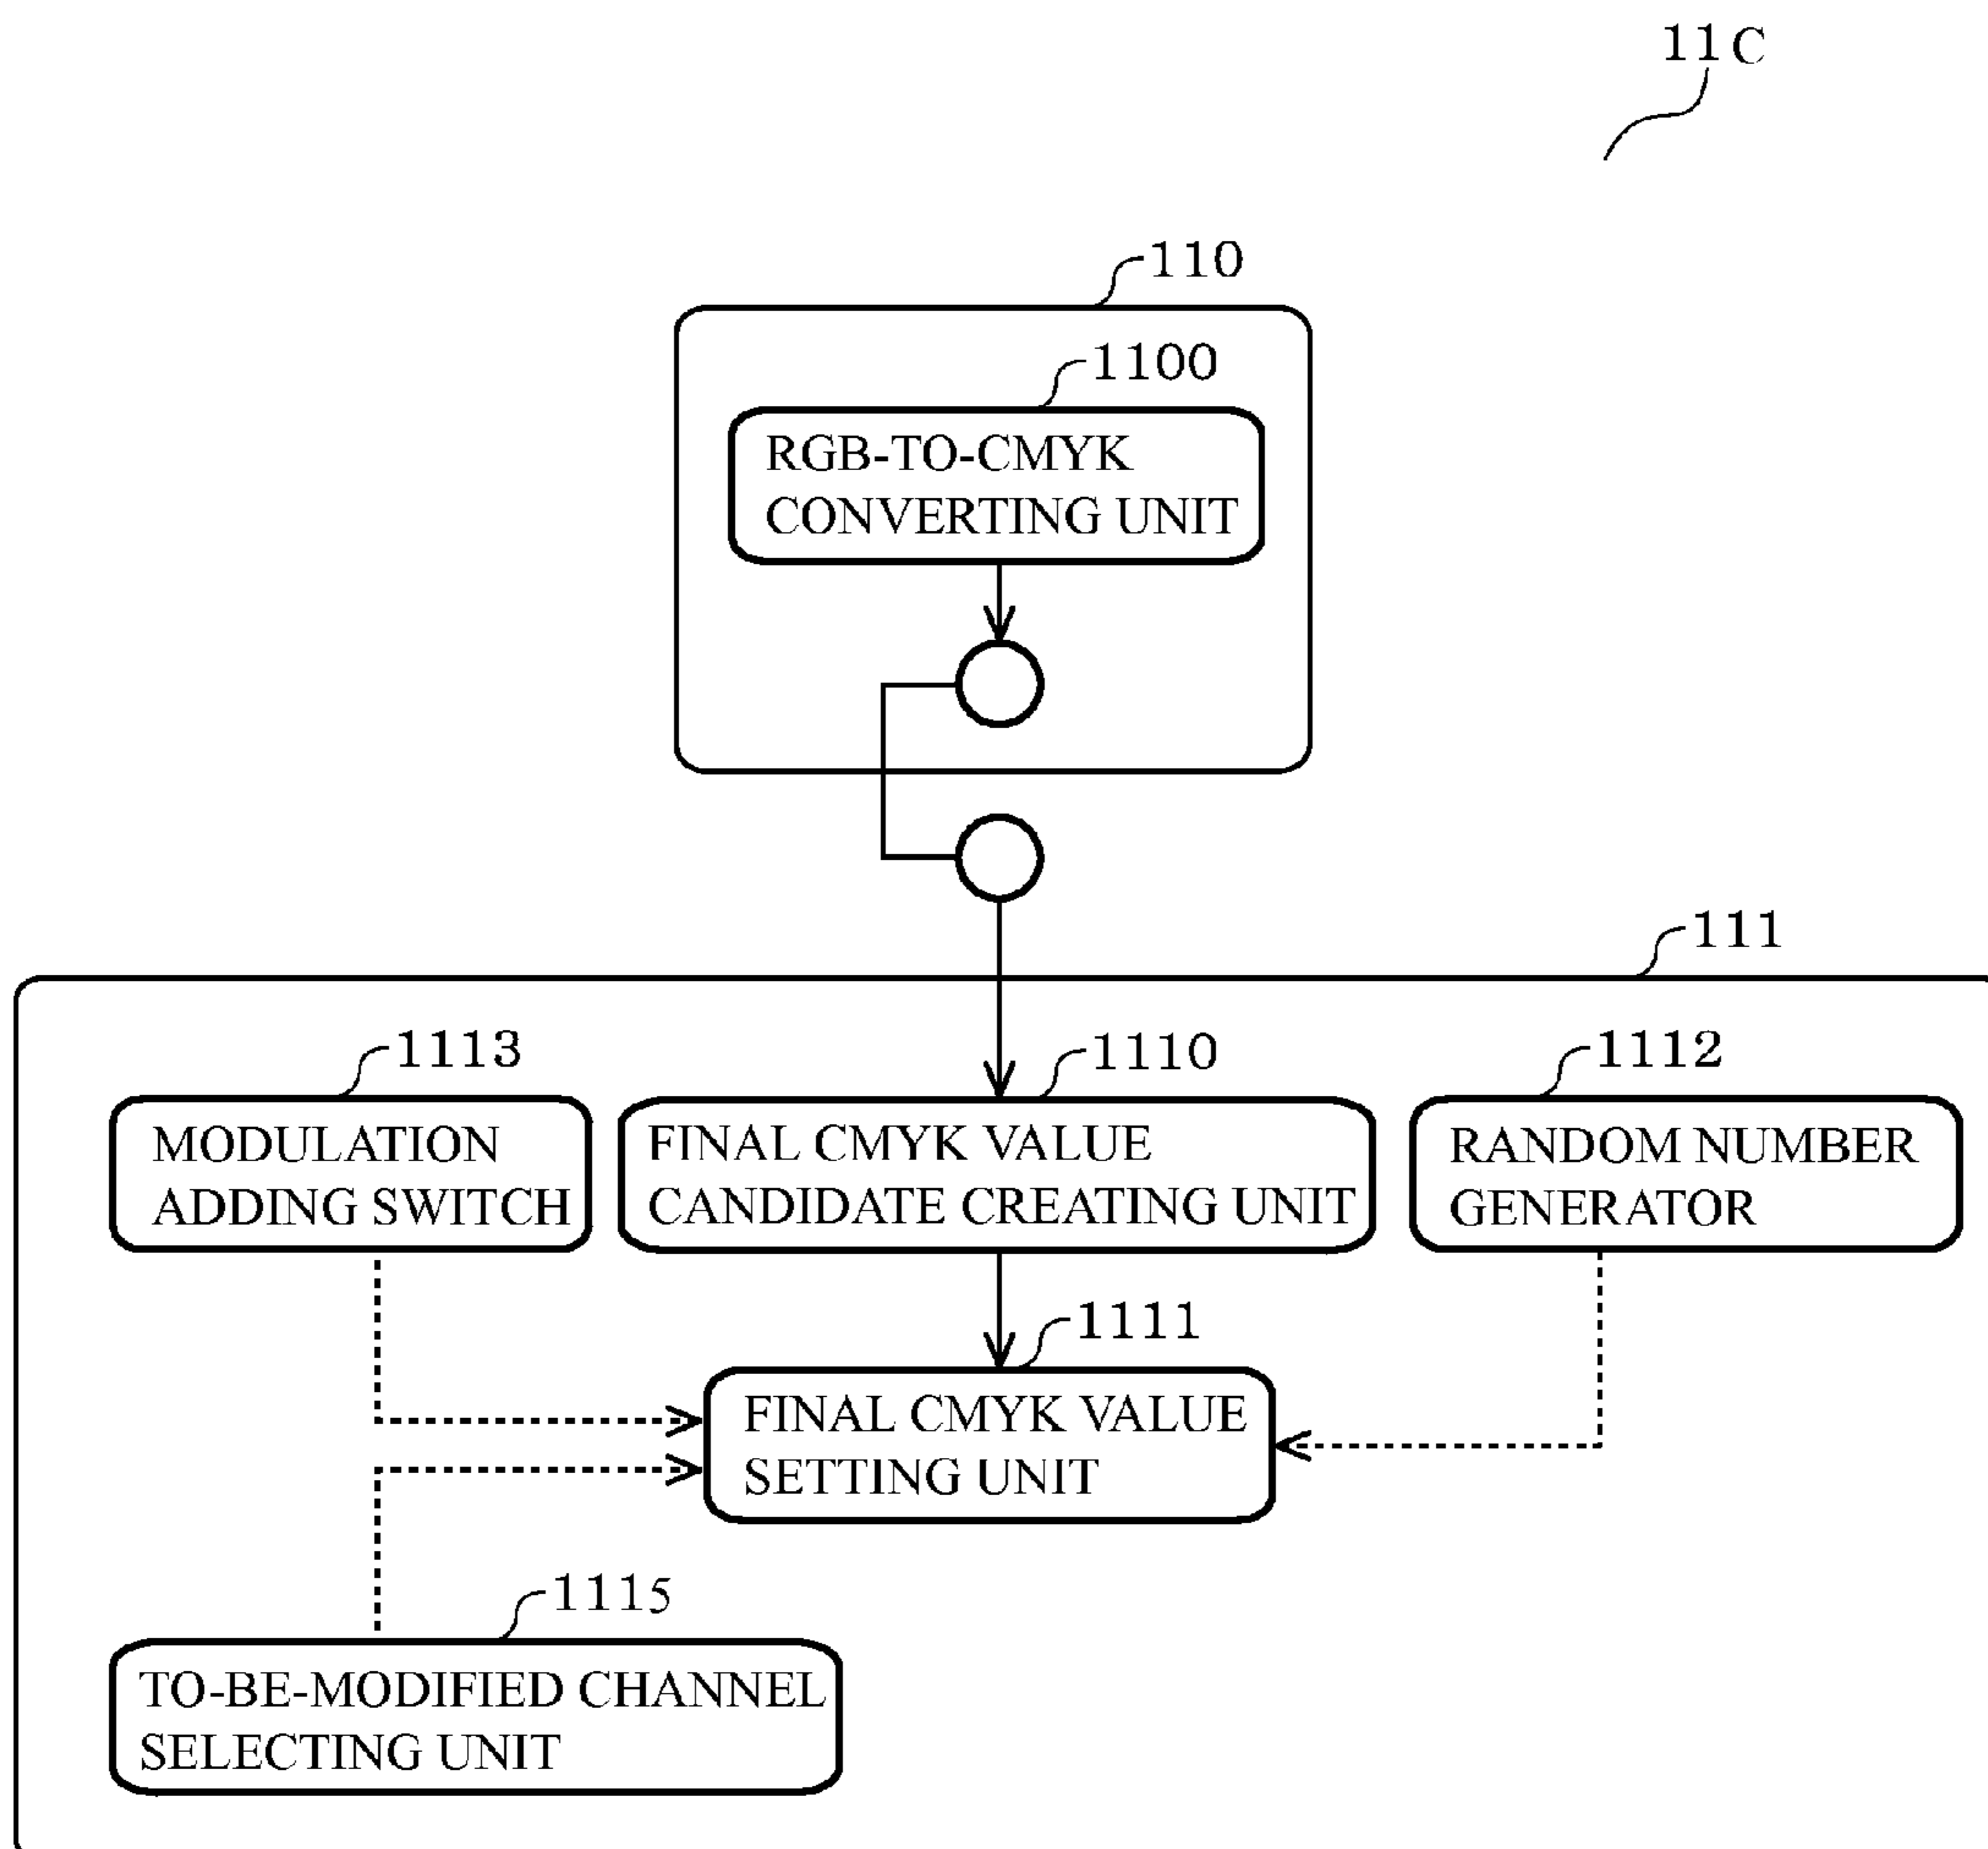 11C
110
1100
RGB-TO-CMYK
CONVERTING UNIT
111
1113
1110
1112
MODULATION
ADDING SWITCH
FINAL CMYK VALUE
CANDIDATE CREATING UNIT
RANDOM NUMBER
GENERATOR
1111
FINAL CMYK VALUE
SETTING UNIT
1115
TO-BE-MODIFIED CHANNEL
SELECTING UNIT